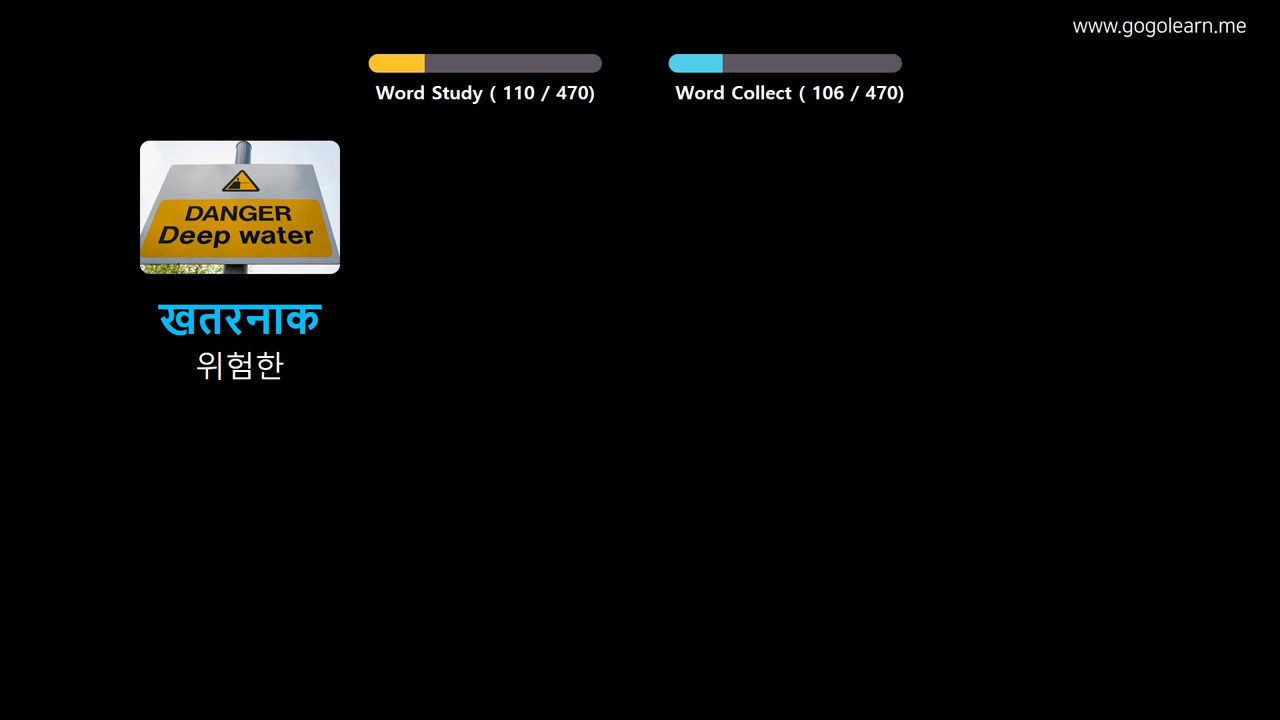 www.gogolearn.me
Word Study ( 110 / 470)
Word Collect ( 106 / 470)
DANGER
Deep water
खतरनाक
위험한